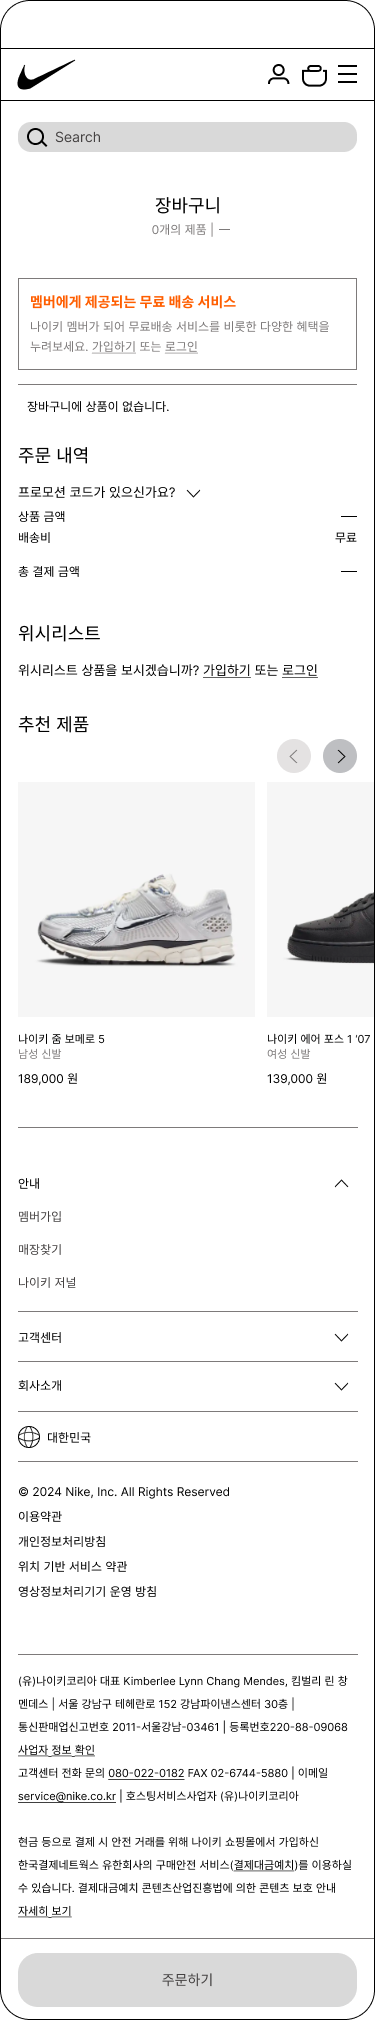 Search
장바구니
0개의 제품 | —
멤버에게 제공되는 무료 배송 서비스
나이키 멤버가 되어 무료배송 서비스를 비롯한 다양한 혜택을
누려보세요. 가입하기 또는 로그인
장바구니에 상품이 없습니다.
주문 내역
프로모션 코드가 있으신가요?
상품 금액 —
배송비 무료
총 결제 금액 —
위시리스트
위시리스트 상품을 보시겠습니까? 가입하기 또는 로그인
추천 제품
나이키 줌 보메로 5
남성 신발
189,000 원
나이키 에어 포스 1 '07
여성 신발
139,000 원
안내
멤버가입
매장찾기
나이키 저널
고객센터
회사소개
대한민국
© 2024 Nike, Inc. All Rights Reserved
이용약관
개인정보처리방침
위치 기반 서비스 약관
영상정보처리기기 운영 방침
(유)나이키코리아 대표 Kimberlee Lynn Chang Mendes, 킴벌리 린 창
멘데스 | 서울 강남구 테헤란로 152 강남파이낸스센터 30층 |
통신판매업신고번호 2011-서울강남-03461 | 등록번호220-88-09068
사업자 정보 확인
고객센터 전화 문의 080-022-0182 FAX 02-6744-5880 | 이메일
service@nike.co.kr | 호스팅서비스사업자 (유)나이키코리아
현금 등으로 결제 시 안전 거래를 위해 나이키 쇼핑몰에서 가입하신
한국결제네트웍스 유한회사의 구매안전 서비스(결제대금예치)를 이용하실
수 있습니다. 결제대금예치 콘텐츠산업진흥법에 의한 콘텐츠 보호 안내
자세히 보기
주문하기